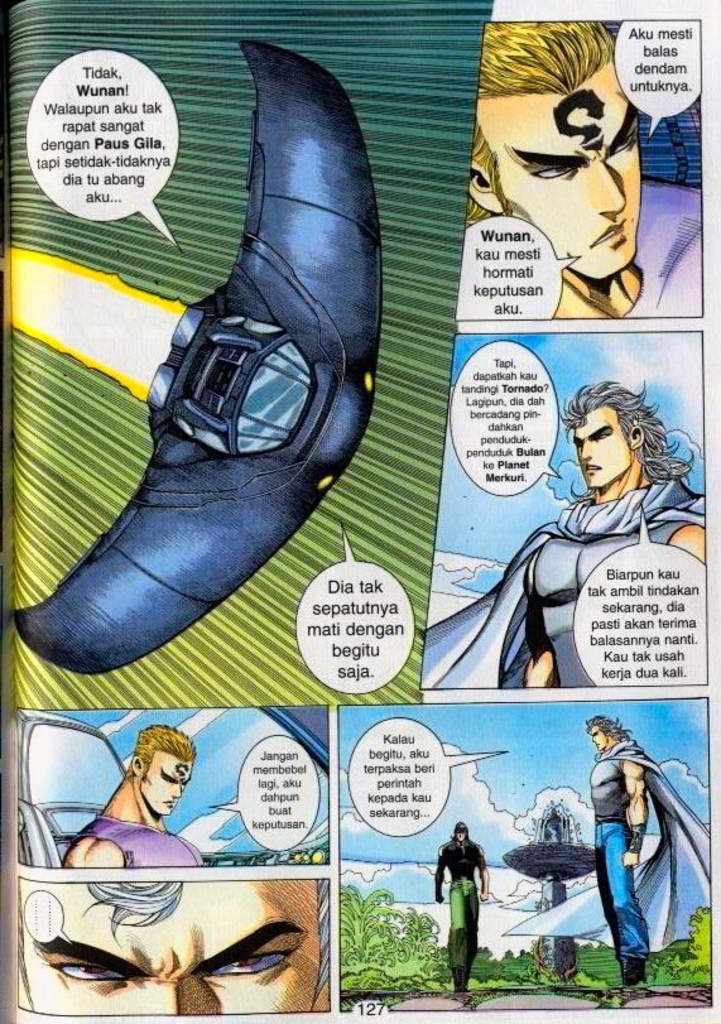 Tidak,
Wunan!
Walaupun aku tak
rapat sangat
dengan Paus Gila,
tapi setidak-tidaknya
dia tu abang
aku...
Dia tak
sepatutnya
mati dengan
begitu
saja.
Aku mesti
balas
dendam
untuknya.
Wunan,
kau mesti
hormati
keputusan
aku.
Tapi,
dapatkah kau
tandingi Tornado?
Lagipun, dia dah
bercadang pin-
dahkan
penduduk-
penduduk Bulan
ke Planet
Merkuri.
Biarpun kau
tak ambil tindakan
sekarang, dia
pasti akan terima
balasannya nanti.
Kau tak usah
kerja dua kali.
Jangan
membebel
lagi, aku
dahpun
buat
keputusan.
Kalau
begitu, aku
terpaksa beri
perintah
kepada kau
sekarang...
127